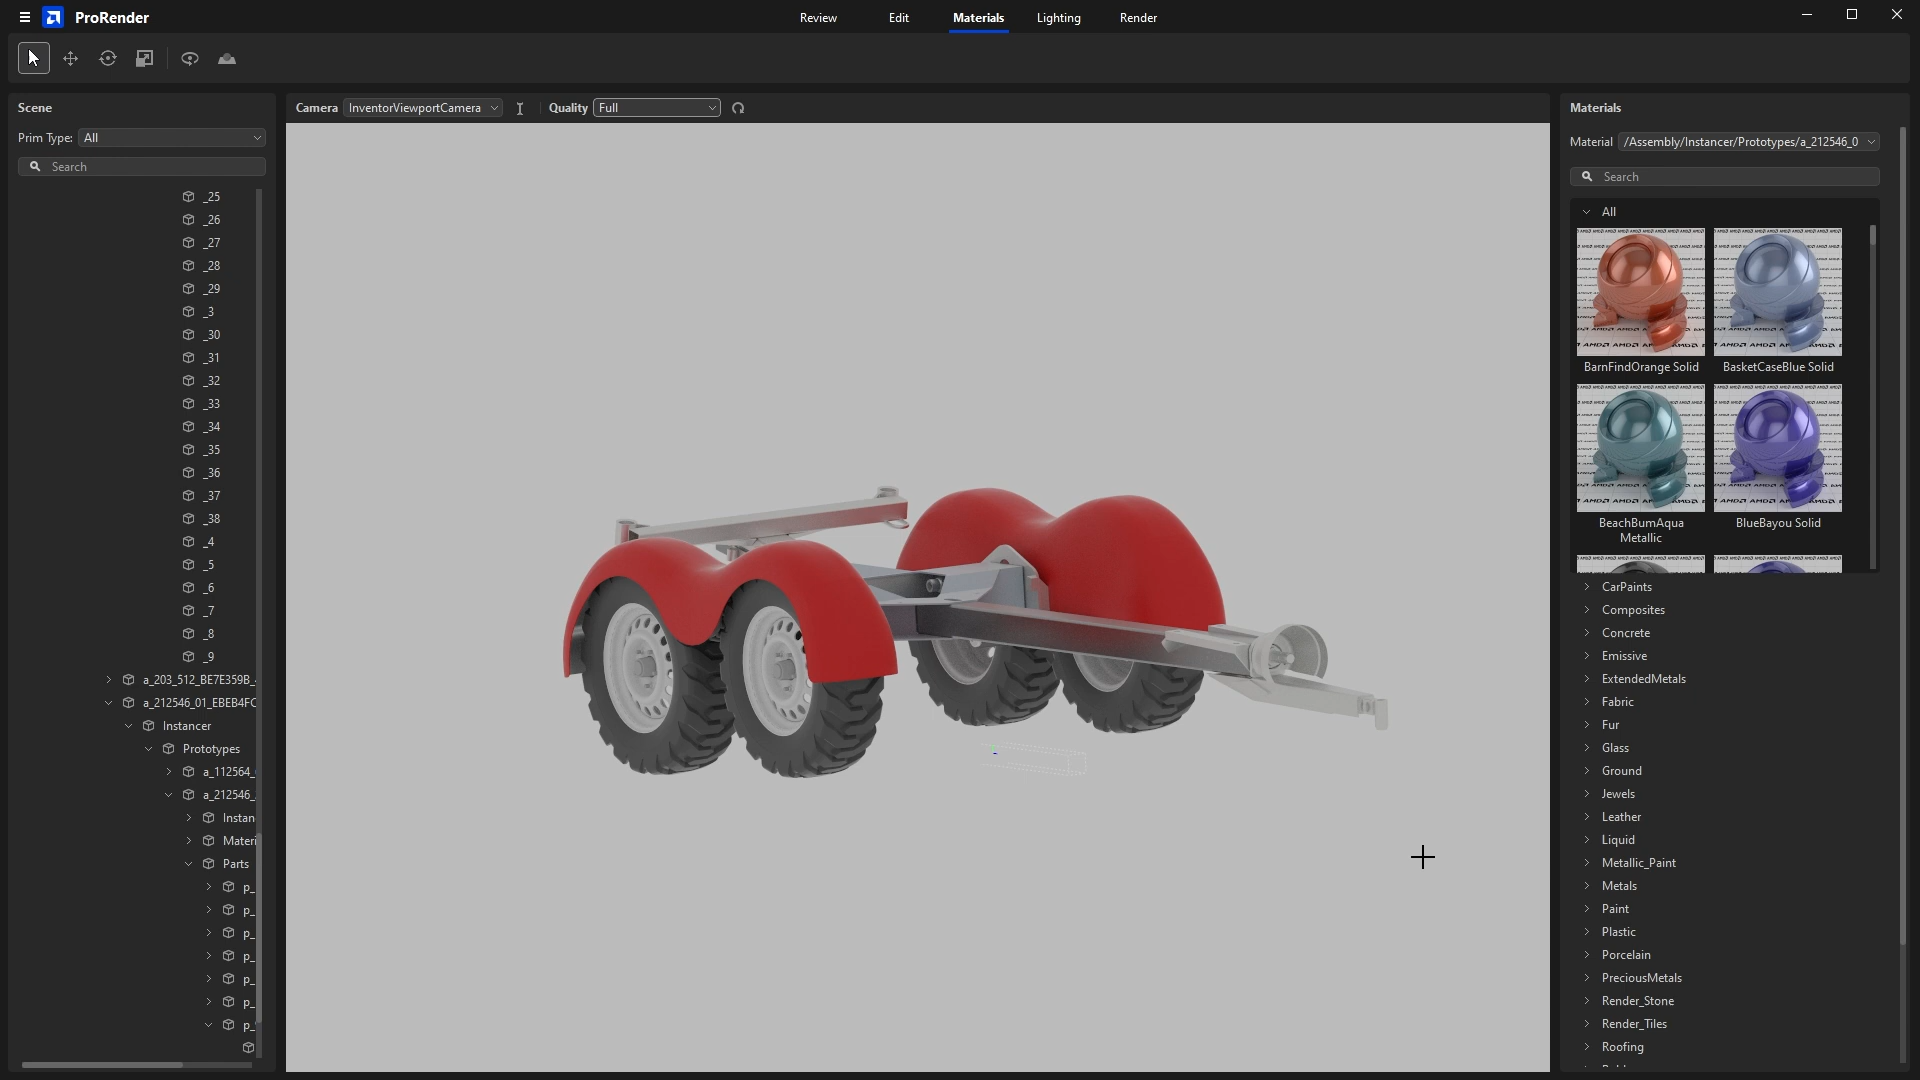 ProRender
Review
Edit
Materials
Lighting
Render
Scene
Prim Type:
All
Search
_25
_26
_27
_28
_29
_3
_30
_31
_32
_33
_34
_35
_36
_37
_38
_4
_5
_6
_7
_8
_9
a_203_512_BE7E359B_
a_212546_01_EBEB4FC
Instancer
Prototypes
a_112564_
a_212546_
Instan
Materi
Parts
p_
p_
p_
p_
p_
p_
p_
Camera
InventorViewportCamera
Quality
Full
Materials
Material
/Assembly/Instancer/Prototypes/a_212546_0
Search
All
BarnFindOrange Solid
BasketCaseBlue Solid
BeachBumAqua
Metallic
BlueBayou Solid
CarPaints
Composites
Concrete
Emissive
ExtendedMetals
Fabric
Fur
Glass
Ground
Jewels
Leather
Liquid
Metallic_Paint
Metals
Paint
Plastic
Porcelain
PreciousMetals
Render_Stone
Render_Tiles
Roofing